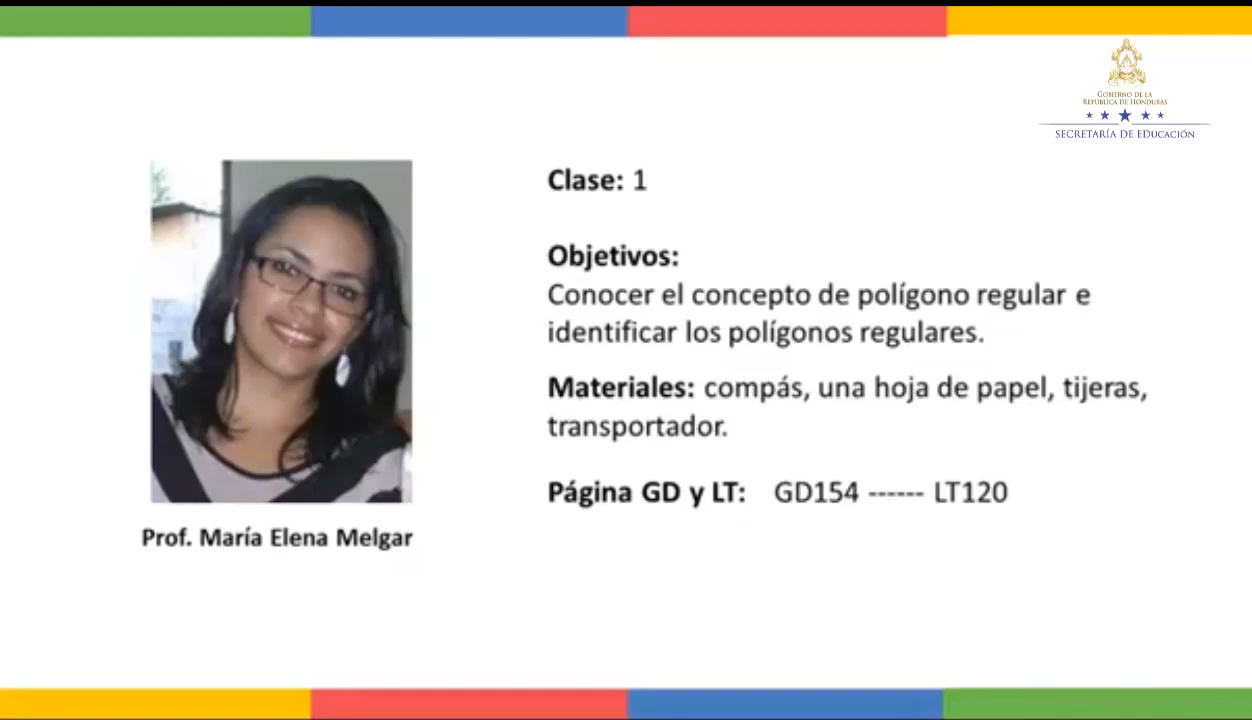 GOBIERNO DE LA
REPÚBLICA DE HONDURAS
SECRETARÍA DE EDUCACIÓN
Clase: 1
Objetivos:
Conocer el concepto de polígono regular e
identificar los polígonos regulares.
Materiales: compás, una hoja de papel, tijeras,
transportador.
Página GD y LT: GD154 ------ LT120
Prof. María Elena Melgar